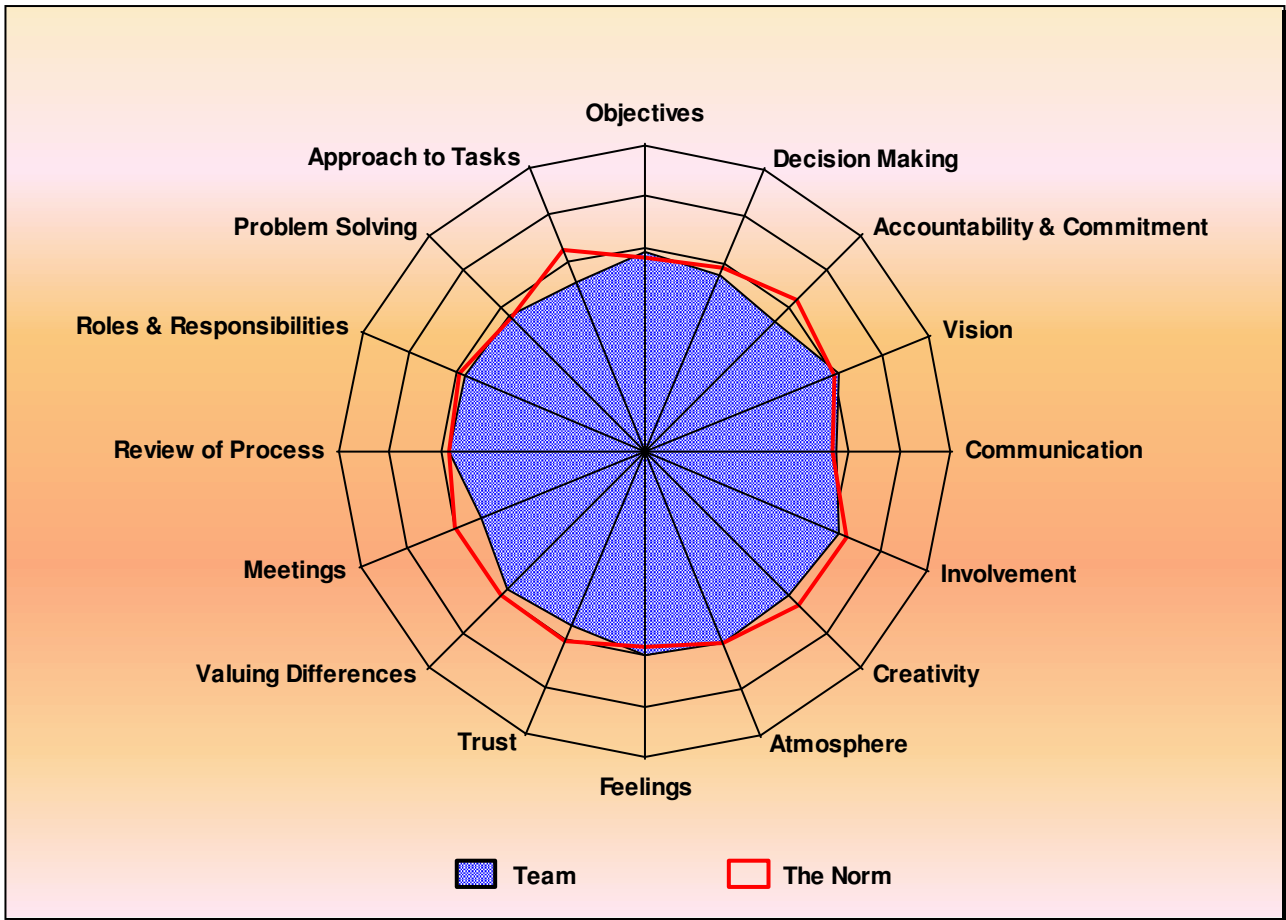 Objectives
Decision Making
Accountability & Commitment
Vision
Communication
Involvement
Creativity
Atmosphere
Feelings
Trust
Valuing Differences
Meetings
Review of Process
Roles & Responsibilities
Problem Solving
Approach to Tasks
Team
The Norm